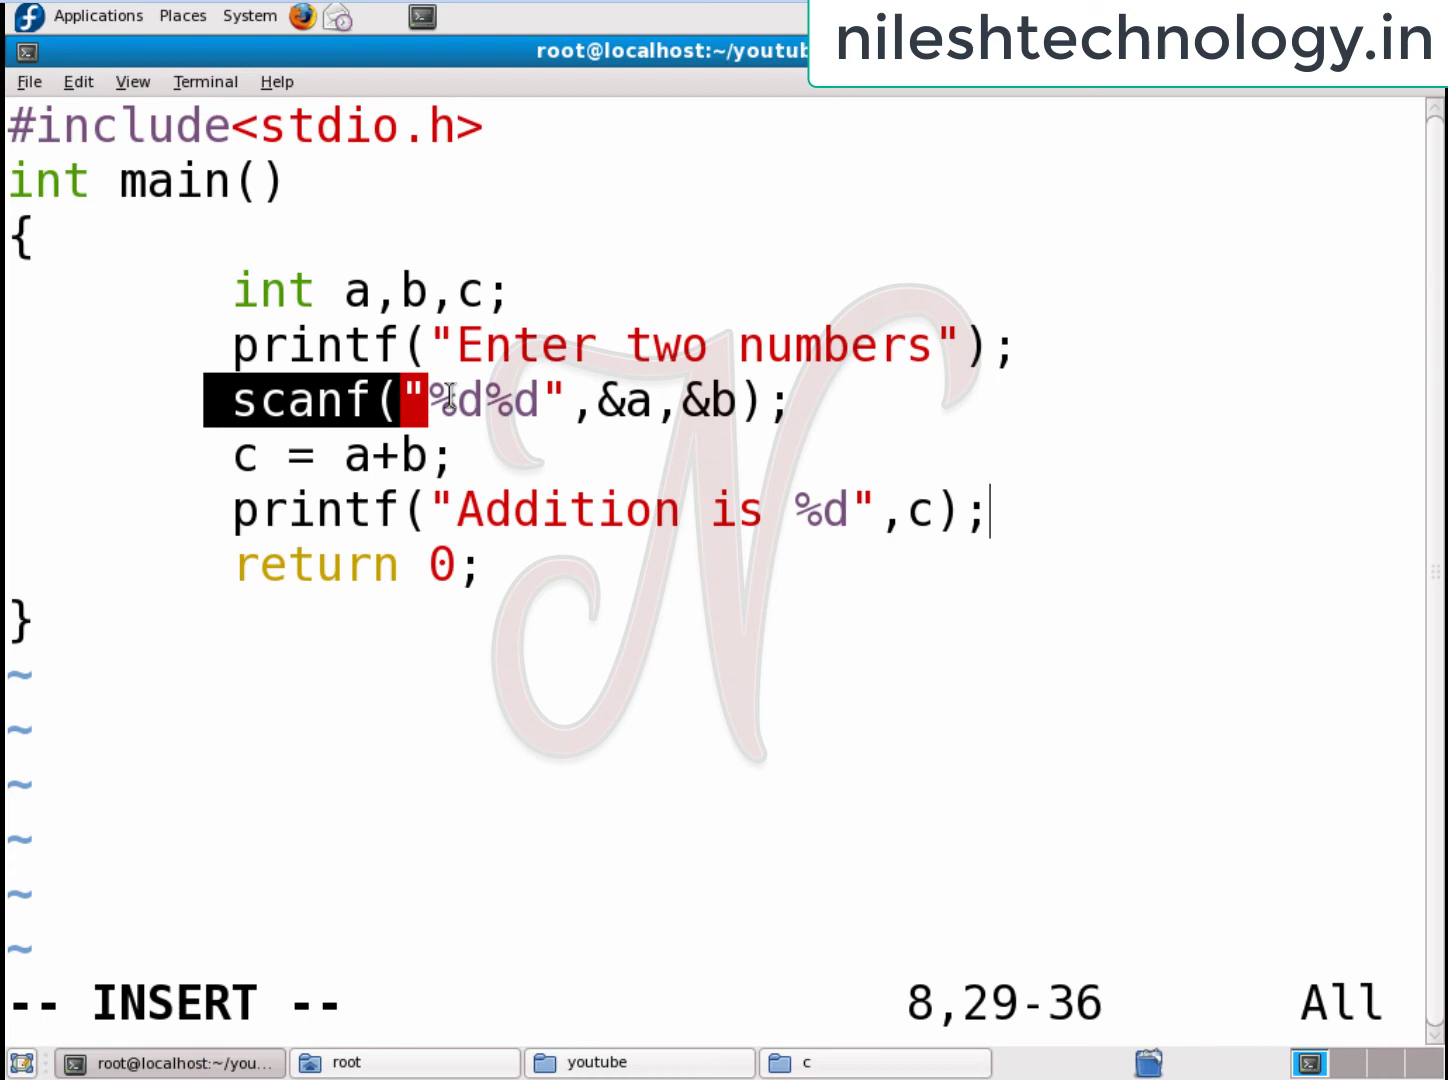 Applications Places System
nileshtechnology.in
root@localhost:~/youtub
File Edit View Terminal Help
#include<stdio.h>
int main()
{
int a,b,c;
printf("Enter two numbers");
scanf("%d%d",&a,&b);
c = a+b;
printf("Addition is %d",c);
return 0;
}
~
~
~
~
~
~
-- INSERT -- 8,29-36 All
root@localhost:~/you... root youtube c